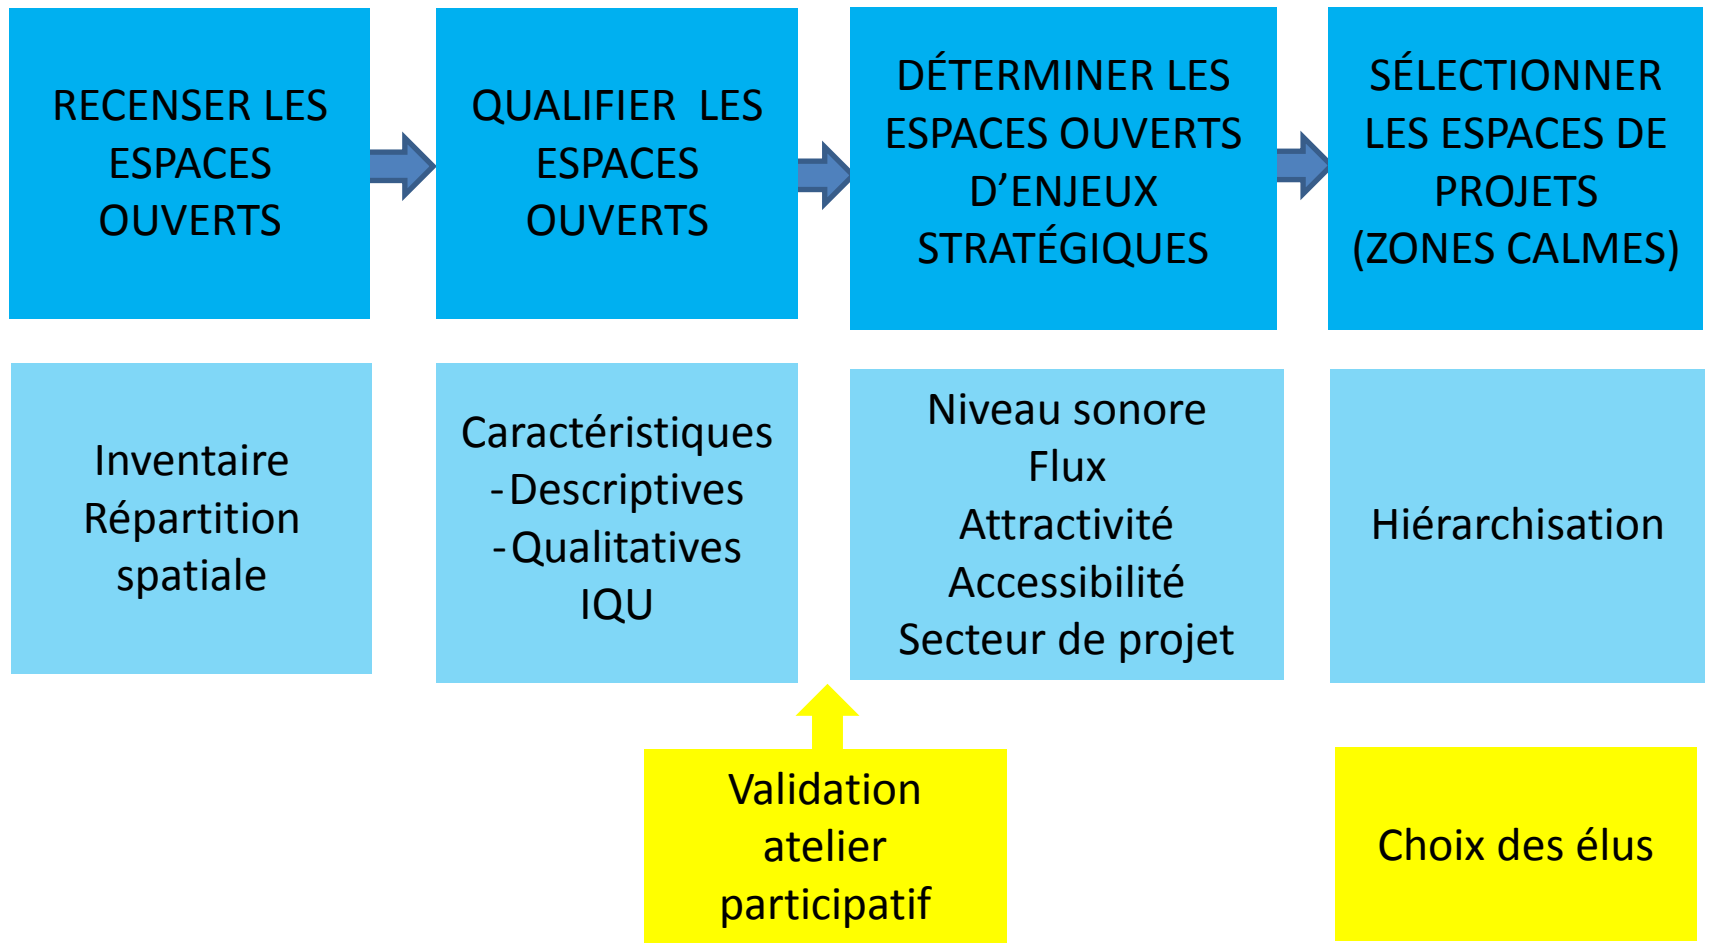 RECENSER LES
ESPACES
OUVERTS
QUALIFIER LES
ESPACES
OUVERTS
DÉTERMINER LES
ESPACES OUVERTS
D’ENJEUX
STRATÉGIQUES
SÉLECTIONNER
LES ESPACES DE
PROJETS
(ZONES CALMES)
Inventaire
Répartition
spatiale
Caractéristiques
-Descriptives
-Qualitatives
IQU
Niveau sonore
Flux
Attractivité
Accessibilité
Secteur de projet
Hiérarchisation
Validation
atelier
participatif
Choix des élus